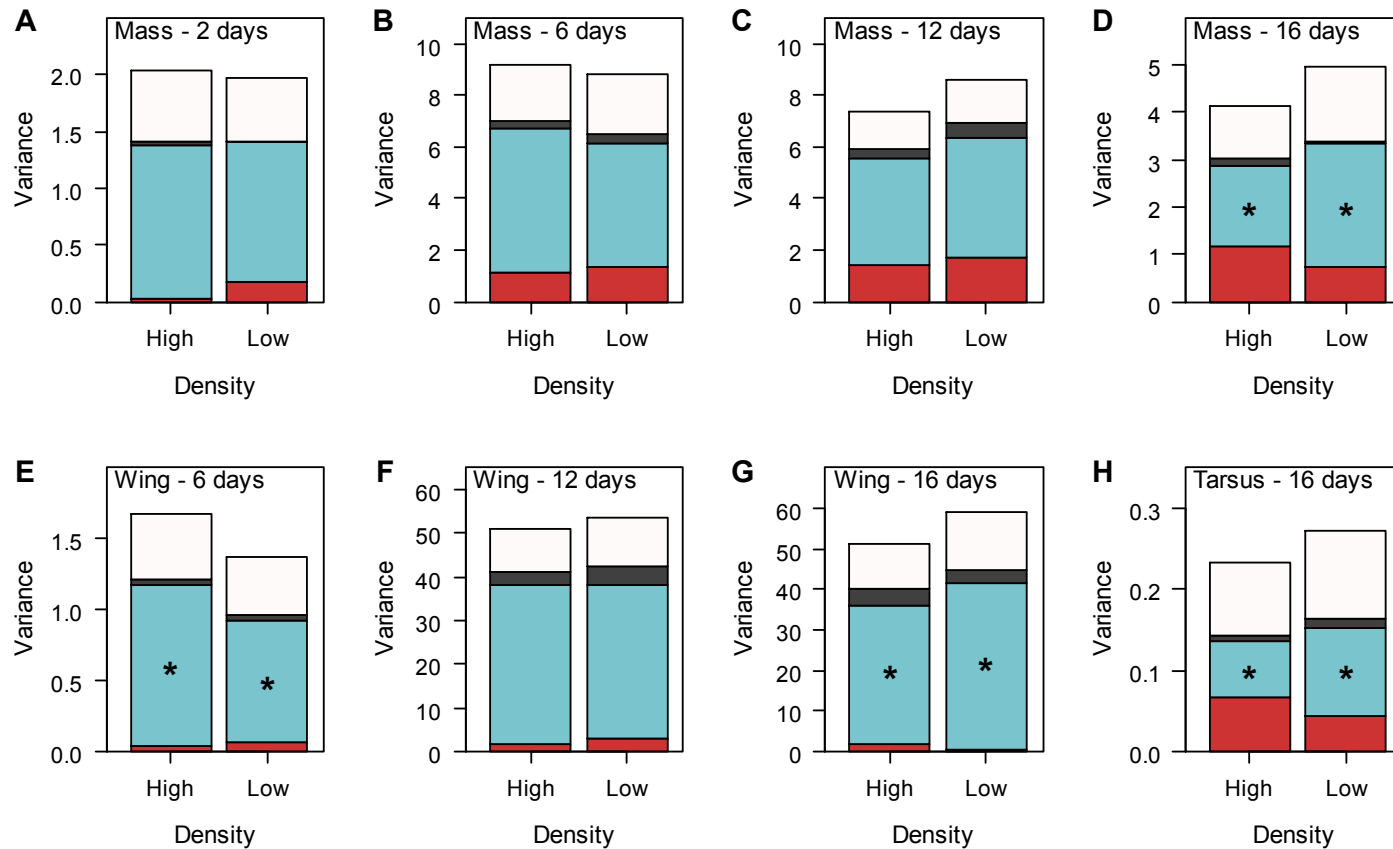 A
Mass - 2 days
Variance
2.0
1.5
1.0
0.5
0.0
High
Low
Density
B
Mass - 6 days
Variance
10
8
6
4
2
0
High
Low
Density
C
Mass - 12 days
Variance
10
8
6
4
2
0
High
Low
Density
D
Mass - 16 days
Variance
5
4
3
2
1
0
*
*
High
Low
Density
E
Wing - 6 days
Variance
1.5
1.0
0.5
0.0
*
*
High
Low
Density
F
Wing - 12 days
Variance
60
50
40
30
20
10
0
High
Low
Density
G
Wing - 16 days
Variance
60
50
40
30
20
10
0
*
*
High
Low
Density
H
Tarsus - 16 days
Variance
0.3
0.2
0.1
0.0
*
*
High
Low
Density